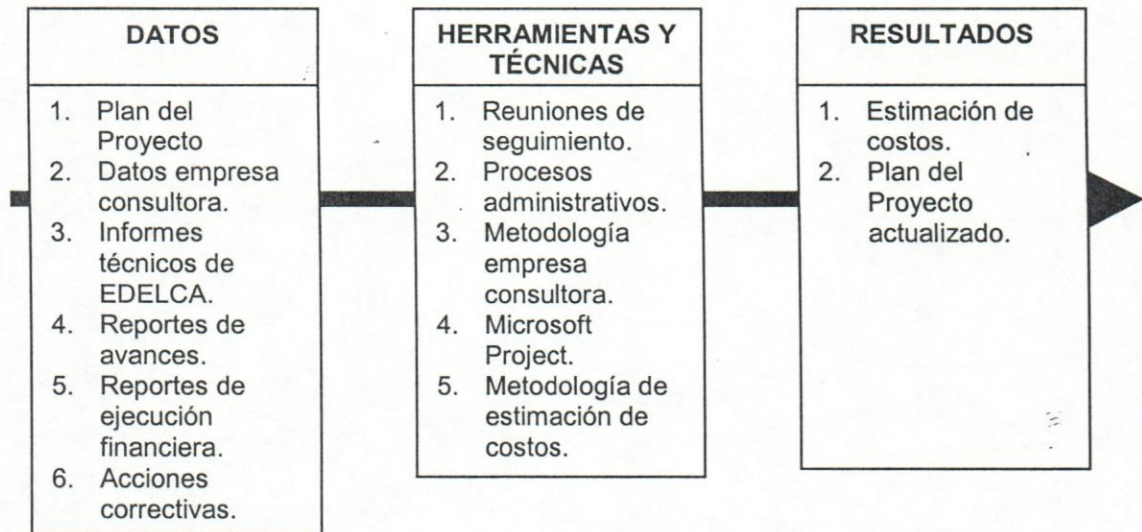 DATOS
1. Plan del
Proyecto
2. Datos empresa
consultora.
3. Informes
técnicos de
EDELCA.
4. Reportes de
avances.
5. Reportes de
ejecución
financiera.
6. Acciones
correctivas.
HERRAMIENTAS Y
TÉCNICAS
1. Reuniones de
seguimiento.
2. Procesos
administrativos.
3. Metodología
empresa
consultora.
4. Microsoft
Project.
5. Metodología de
estimación de
costos.
RESULTADOS
1. Estimación de
costos.
2. Plan del
Proyecto
actualizado.